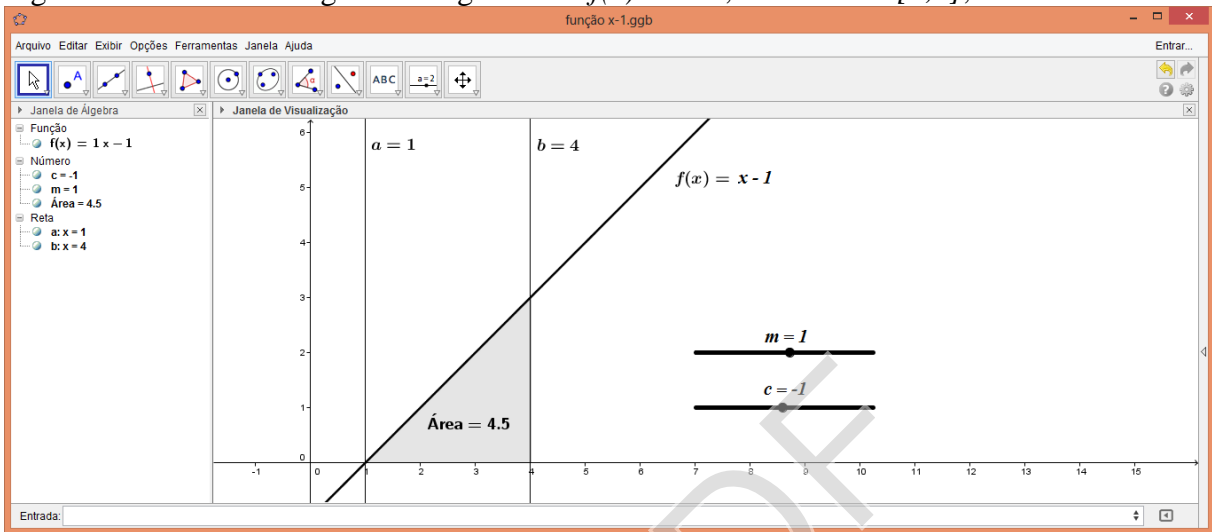 função x-1.ggb
Arquivo Editar Exibir Opções Ferramentas Janela Ajuda
Entrar...
A
α
ABC
a=2
Janela de Álgebra
Janela de Visualização
Função
f(x) = 1 x − 1
Número
c = -1
m = 1
Área = 4.5
Reta
a: x = 1
b: x = 4
6
5
4
3
2
1
0
a = 1
b = 4
f(x) = x - 1
m = 1
c = -1
Área = 4.5
-1 0 1 2 3 4 5 6 7 8 9 10 11 12 13 14 15
Entrada: